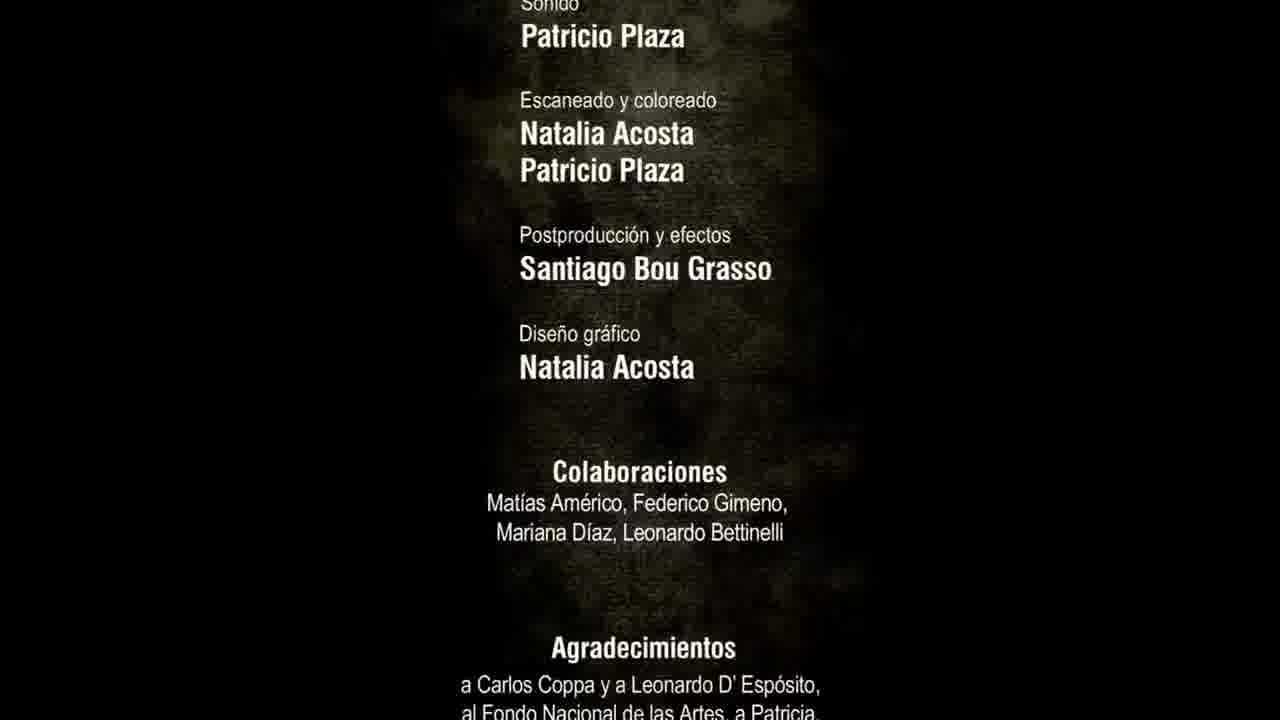 Sonido
Patricio Plaza
Escaneado y coloreado
Natalia Acosta
Patricio Plaza
Postproducción y efectos
Santiago Bou Grasso
Diseño gráfico
Natalia Acosta
Colaboraciones
Matías Américo, Federico Gimeno,
Mariana Díaz, Leonardo Bettinelli
Agradecimientos
a Carlos Coppa y a Leonardo D' Espósito,
al Fondo Nacional de las Artes, a Patricia,